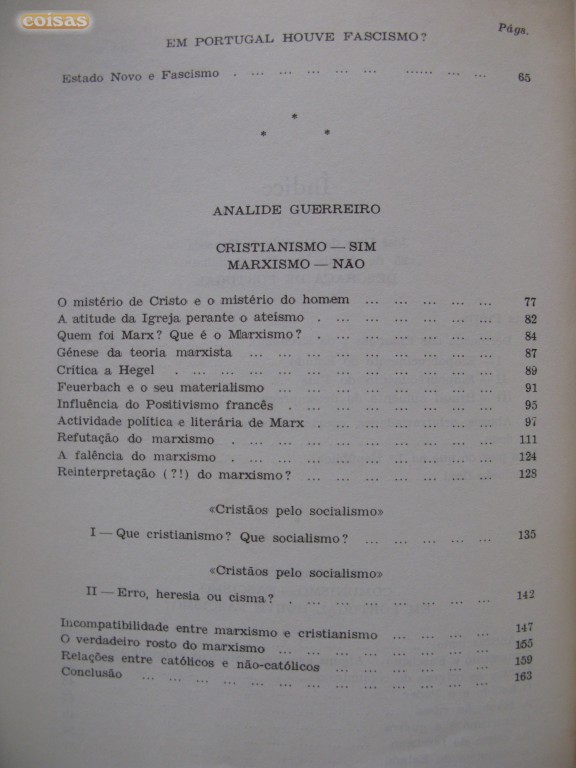 coisas
EM PORTUGAL HOUVE FASCISMO?
Págs.
Estado Novo e Fascismo . ... ... ... ... ... ...... ... ... 65
*
* *
ANALIDE GUERREIRO
CRISTIANISMO — SIM
MARXISMO — NÃO
O mistério de Cristo e o mistério do homem ... ... ... ... ... 77
A atitude da Igreja perante o ateísmo . ... ... ... ... ... ... 82
Quem foi Marx? Que é o Marxismo? . ... ... ... ... ... ... 84
Génese da teoria marxista ... ... ... ... ... ... ... ... ... 87
Crítica a Hegel . ... ... ... ... ... ... ... ... ... ... ... 89
Feuerbach e o seu materialismo ... ... ... ... ... ... ... ... 91
Influência do Positivismo francês . ... ... ... ... ... ... ... 95
Actividade política e literária de Marx . ... ... ... ... ... ... 97
Refutação do marxismo . ... ... ... ... ... ... ... ... ... 111
A falência do marxismo . ... ... ... ... ... ... ... ... ... 124
Reinterpretação (?!) do marxismo? ... ... ... ... ... ... ... 128
«Cristãos pelo socialismo»
I — Que cristianismo? Que socialismo? ... ... ... ... ... 135
«Cristãos pelo socialismo»
II — Erro, heresia ou cisma? . ... ... ... ... ... ... ... 142
Incompatibilidade entre marxismo e cristianismo ... ... ... ... 147
O verdadeiro rosto do marxismo ... ... ... ... ... ... ... ... 155
Relações entre católicos e não-católicos ... ... ... ... ... ... 159
Conclusão ... ... ... ... ... ... ... ... ... ... ... ... 163